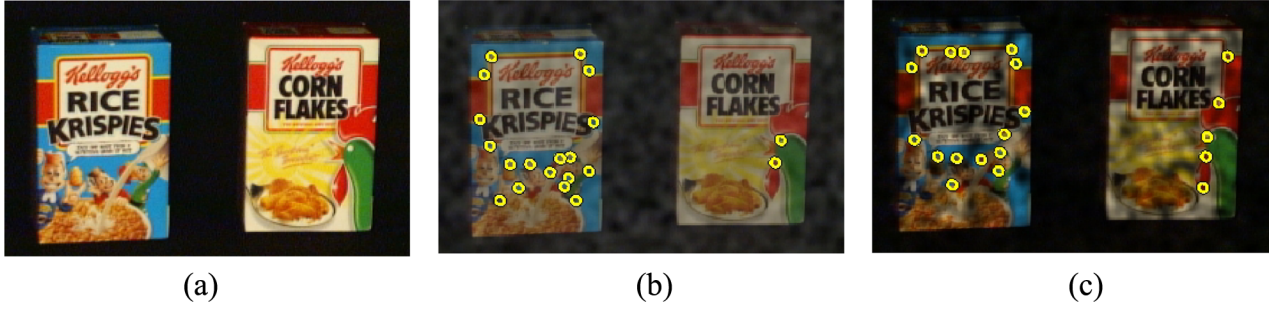 Kellogg's
RICE
KRISPIES
Kellogg's
CORN
FLAKES
Kellogg's
RICE
KRISPIES
Kellogg's
CORN
FLAKES
Kellogg's
RICE
KRISPIES
Kellogg's
CORN
FLAKES
(a)
(b)
(c)